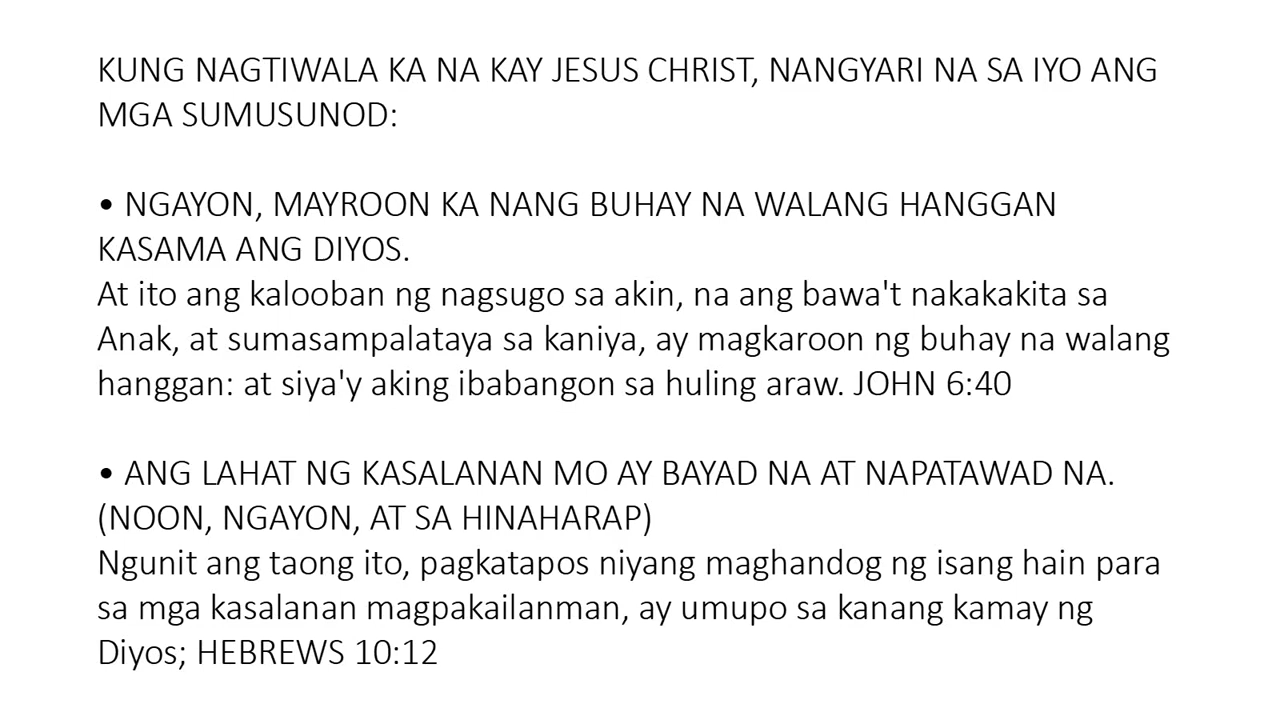 KUNG NAGTIWALA KA NA KAY JESUS CHRIST, NANGYARI NA SA IYO ANG
MGA SUMUSUNOD:
• NGAYON, MAYROON KA NANG BUHAY NA WALANG HANGGAN
KASAMA ANG DIYOS.
At ito ang kalooban ng nagsugo sa akin, na ang bawa't nakakakita sa
Anak, at sumasampalataya sa kaniya, ay magkaroon ng buhay na walang
hanggan: at siya'y aking ibabangon sa huling araw. JOHN 6:40
• ANG LAHAT NG KASALANAN MO AY BAYAD NA AT NAPATAWAD NA.
(NOON, NGAYON, AT SA HINAHARAP)
Ngunit ang taong ito, pagkatapos niyang maghandog ng isang hain para
sa mga kasalanan magpakailanman, ay umupo sa kanang kamay ng
Diyos; HEBREWS 10:12